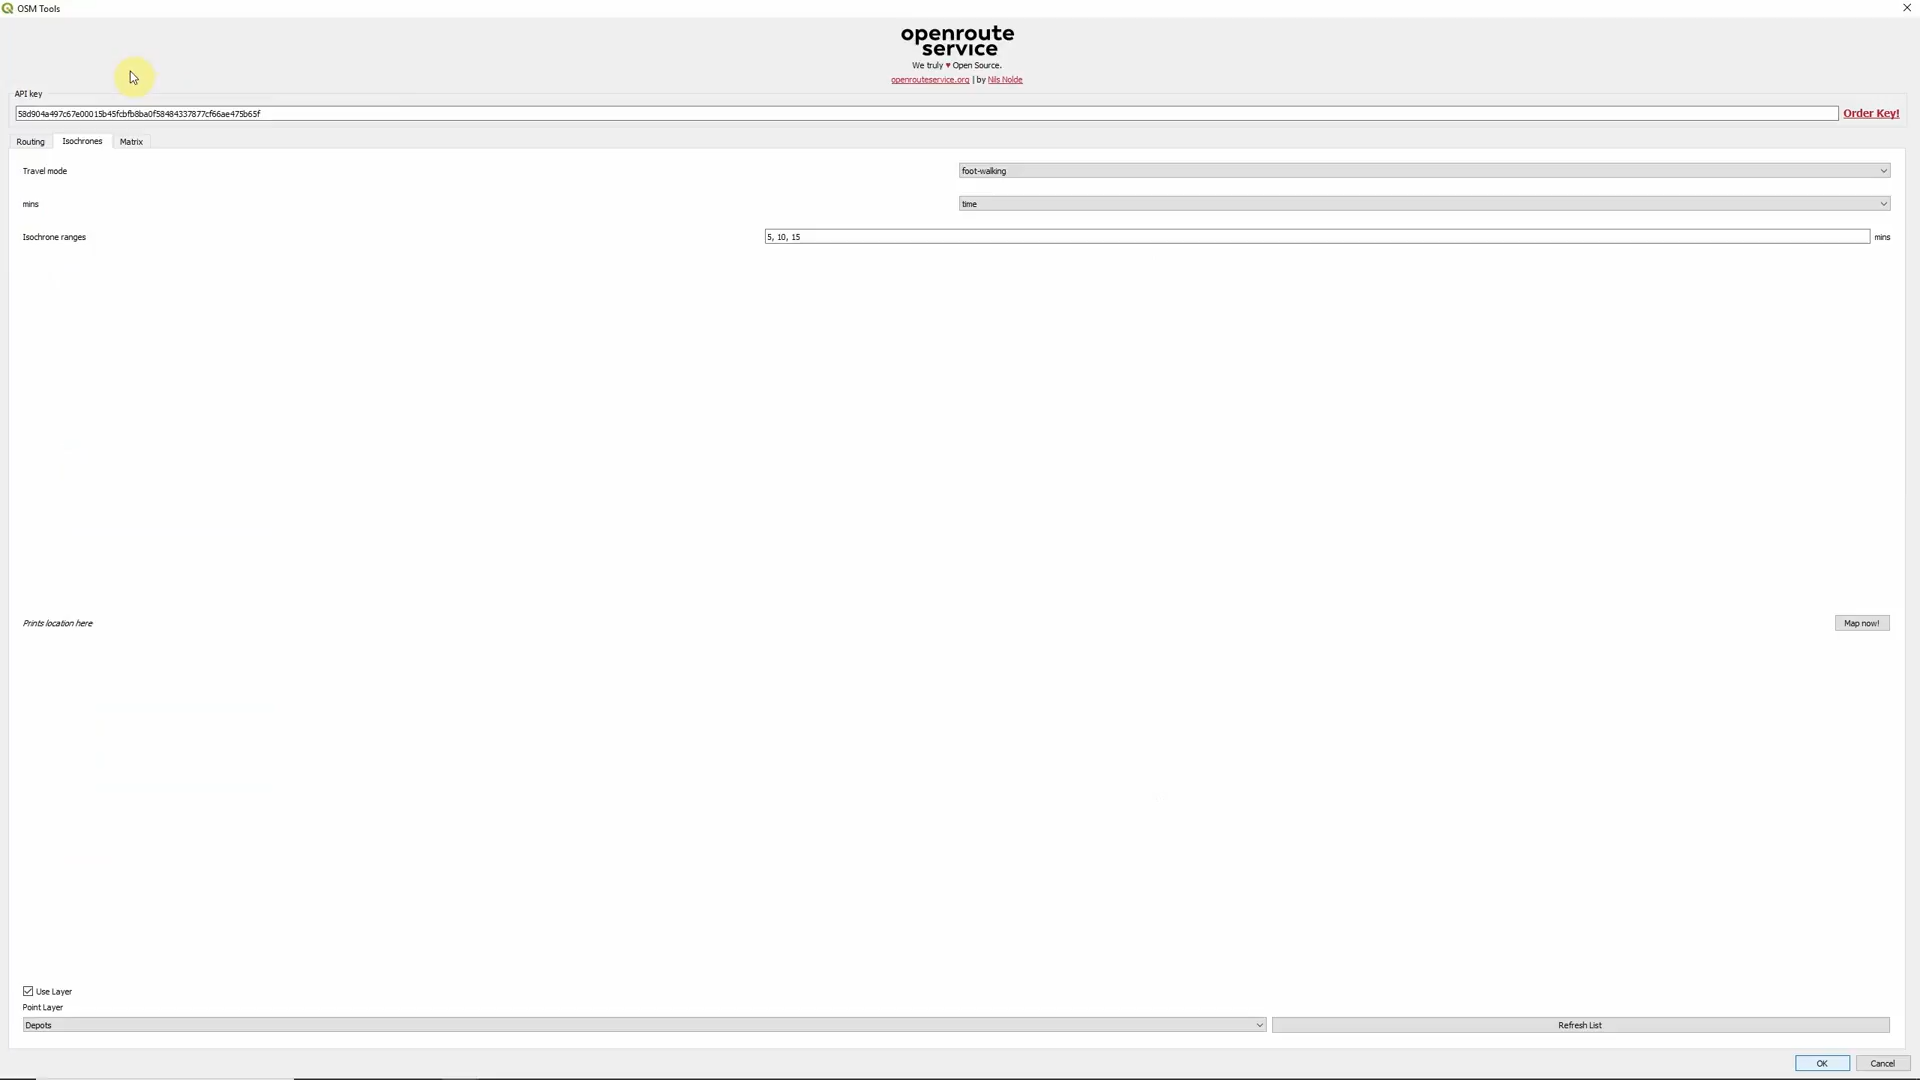 OSM Tools
openroute
service
We truly ♥ Open Source.
openrouteservice.org | by Nils Nolde
API key
58d904a497c67e00015b45fcbfb8ba0f58484337877cf66ae475b65f
Order Key!
Routing
Isochrones
Matrix
Travel mode
foot-walking
mins
time
Isochrone ranges
5, 10, 15
mins
Prints location here
Map now!
Use Layer
Point Layer
Depots
Refresh List
OK
Cancel